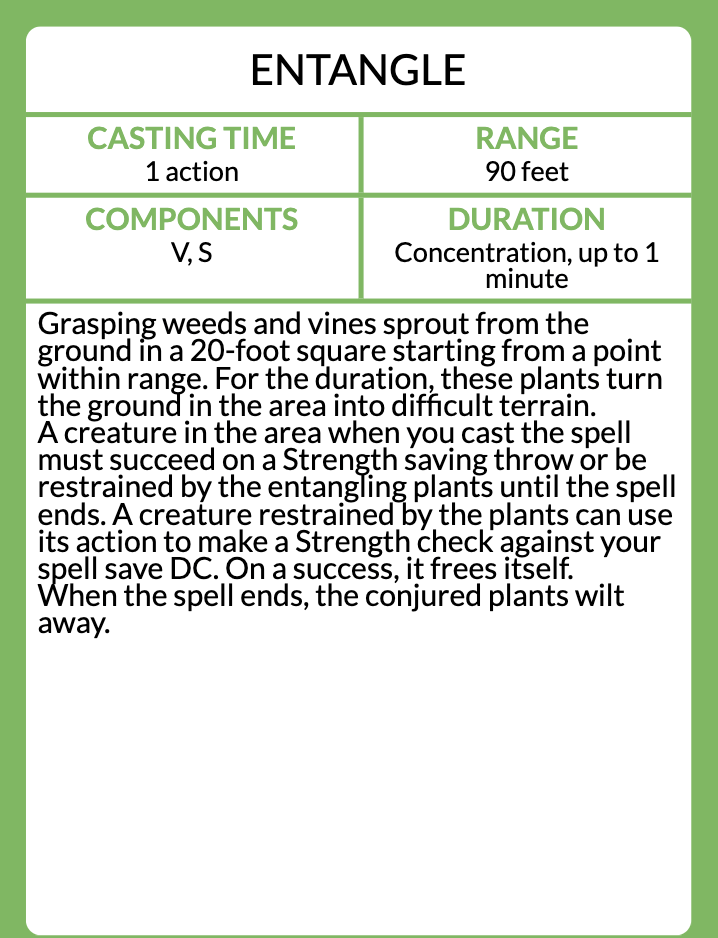 ENTANGLE
CASTING TIME
1 action
RANGE
90 feet
COMPONENTS
V, S
DURATION
Concentration, up to 1
minute
Grasping weeds and vines sprout from the
ground in a 20-foot square starting from a point
within range. For the duration, these plants turn
the ground in the area into difficult terrain.
A creature in the area when you cast the spell
must succeed on a Strength saving throw or be
restrained by the entangling plants until the spell
ends. A creature restrained by the plants can use
its action to make a Strength check against your
spell save DC. On a success, it frees itself.
When the spell ends, the conjured plants wilt
away.